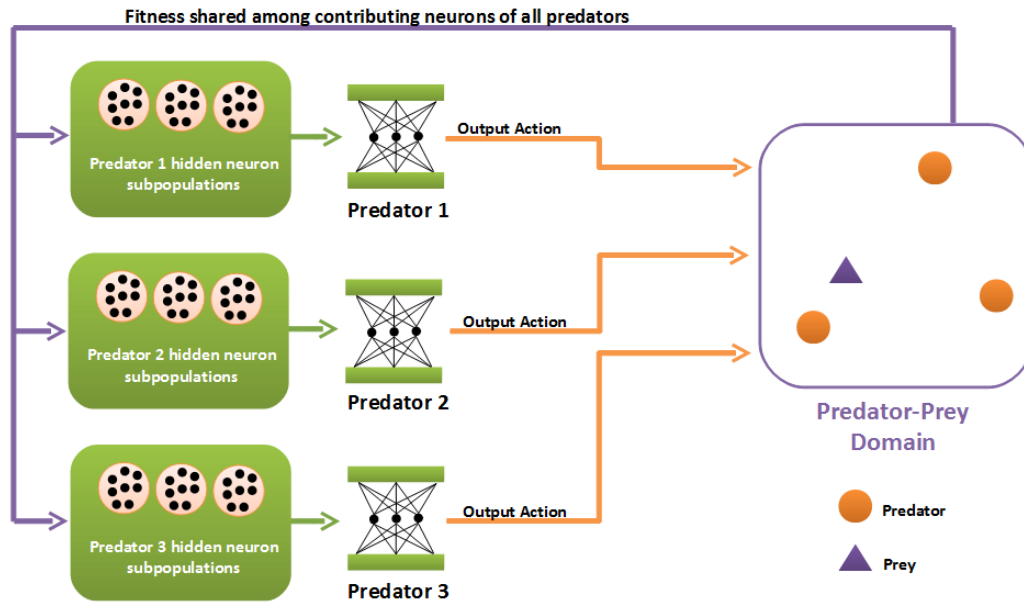 Fitness shared among contributing neurons of all predators
Predator 1 hidden neuron
subpopulations
Predator 1
Output Action
Predator 2 hidden neuron
subpopulations
Predator 2
Output Action
Predator 3 hidden neuron
subpopulations
Predator 3
Output Action
Predator-Prey
Domain
Predator
Prey